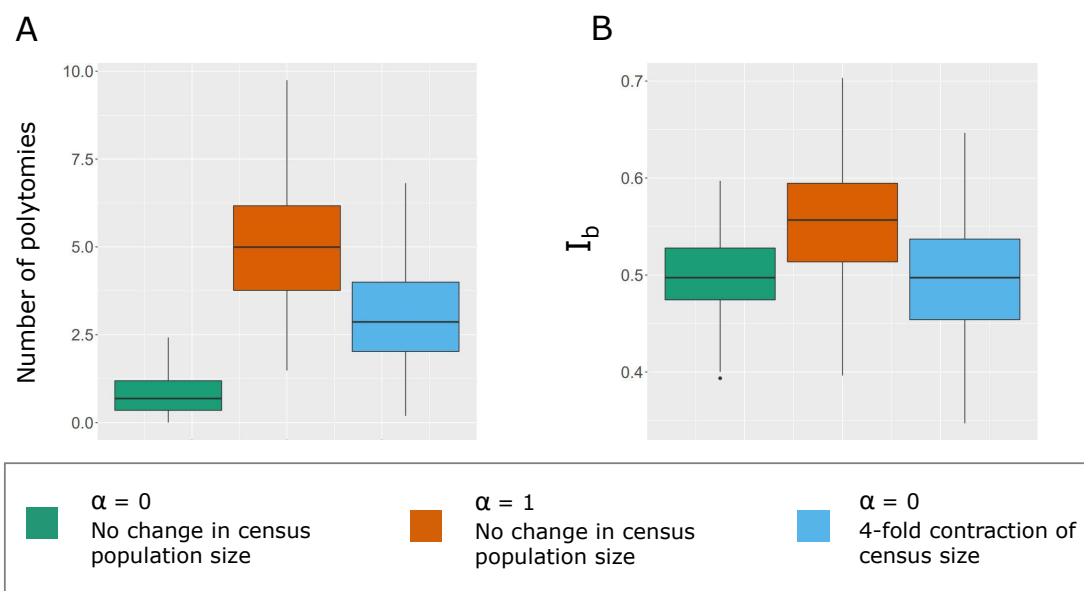 A
B
Number of polytomies
10.0
7.5
5.0
2.5
0.0
I_b
0.7
0.6
0.5
0.4
α = 0
No change in census
population size
α = 1
No change in census
population size
α = 0
4-fold contraction of
census size